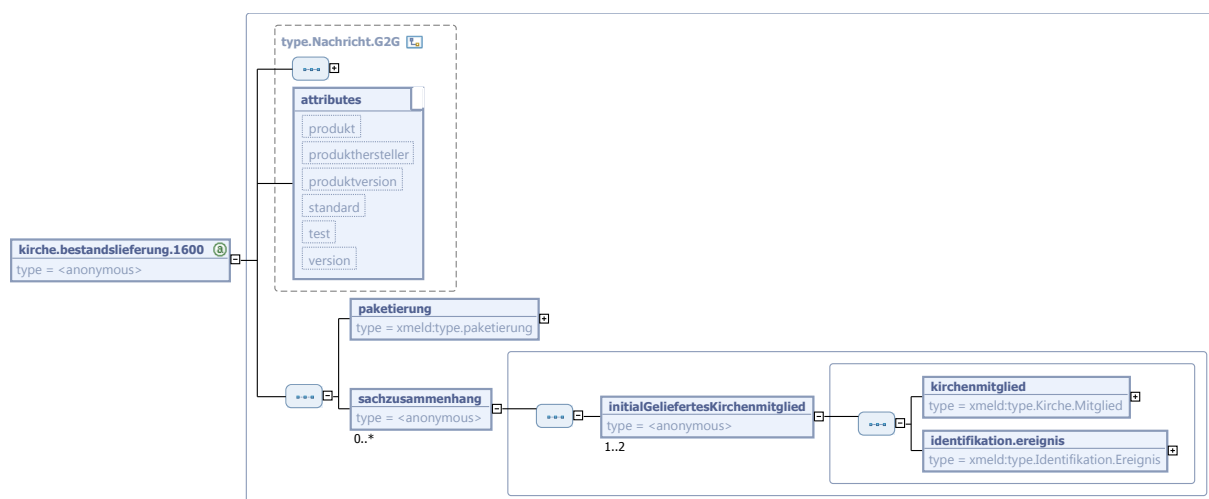 type.Nachricht.G2G
attributes
produkt
produkthersteller
produktversion
standard
test
version
kirche.bestandslieferung.1600 a
type = <anonymous>
paketierung
type = xmeld:type.paketierung
sachzusammenhang
type = <anonymous>
0..*
initialGeliefertesKirchenmitglied
type = <anonymous>
1..2
kirchenmitglied
type = xmeld:type.Kirche.Mitglied
identifikation.ereignis
type = xmeld:type.Identifikation.Ereignis